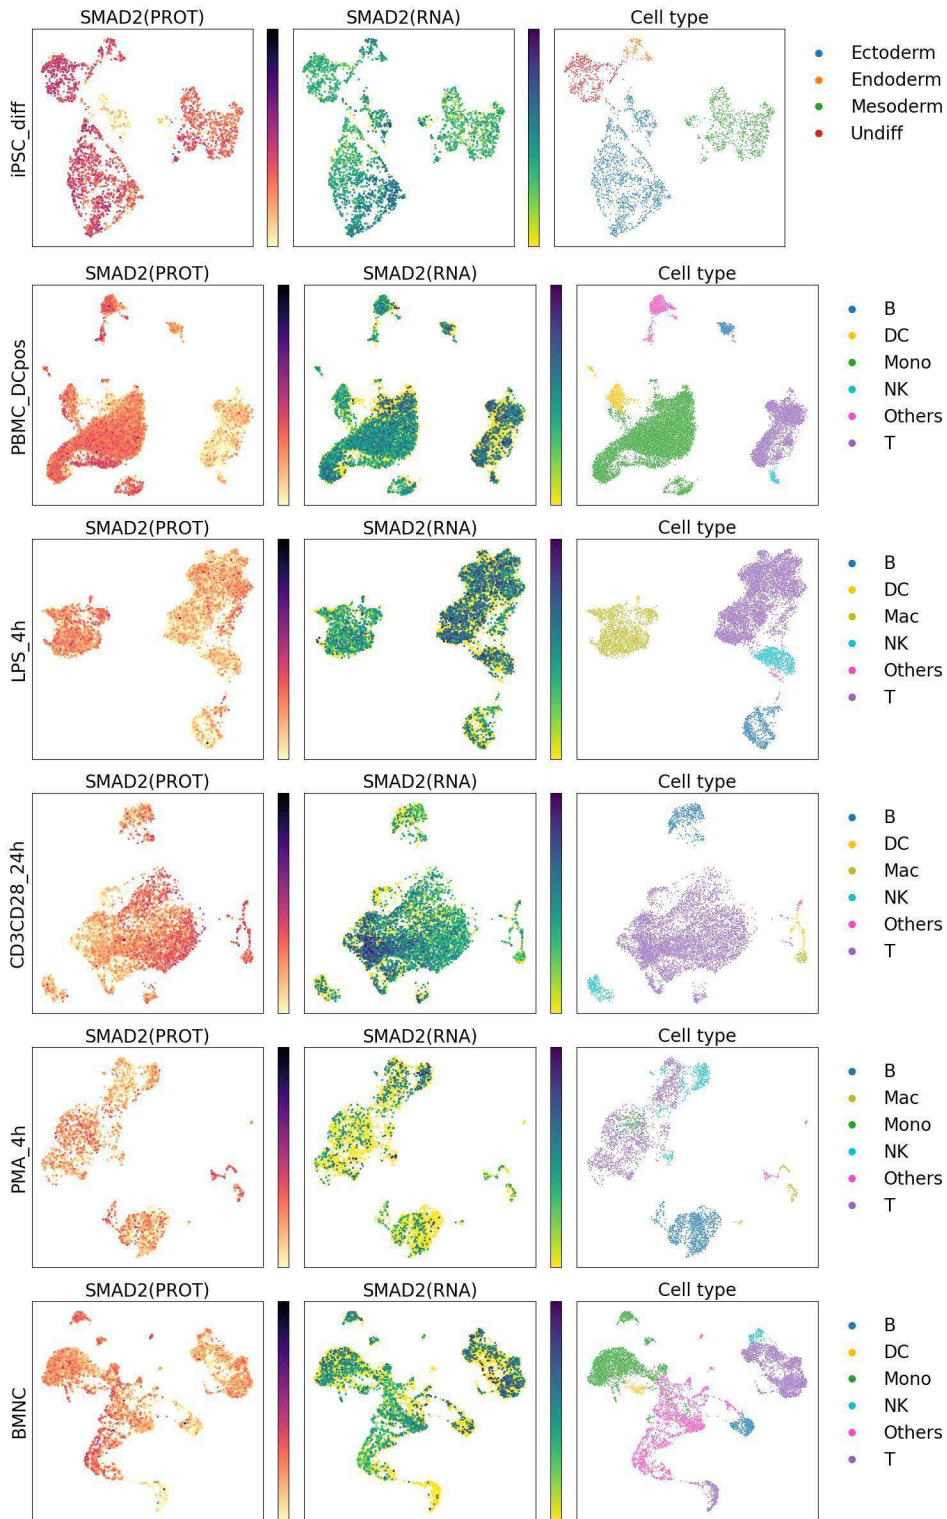 SMAD2(PROT) SMAD2(RNA) Cell type
iPSC_diff
Ectoderm
Endoderm
Mesoderm
Undiff
SMAD2(PROT) SMAD2(RNA) Cell type
PBMC_DCpos
B
DC
Mono
NK
Others
T
SMAD2(PROT) SMAD2(RNA) Cell type
LPS_4h
B
DC
Mac
NK
Others
T
SMAD2(PROT) SMAD2(RNA) Cell type
CD3CD28_24h
B
DC
Mac
NK
Others
T
SMAD2(PROT) SMAD2(RNA) Cell type
PMA_4h
B
Mac
Mono
NK
Others
T
SMAD2(PROT) SMAD2(RNA) Cell type
BMNC
B
DC
Mono
NK
Others
T